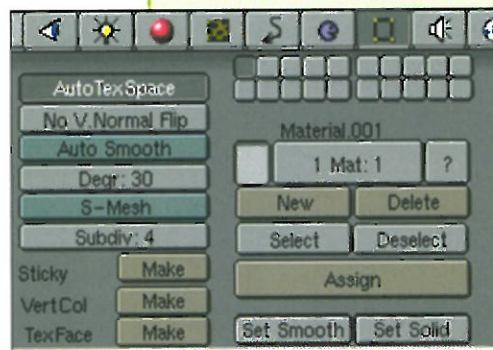 AutoTexSpace
No V.Normal Flip
Auto Smooth
Degr: 30
S-Mesh
Subdiv: 4
Sticky Make
VertCol Make
TexFace Make
Material.001
1 Mat: 1 ?
New Delete
Select Deselect
Assign
Set Smooth Set Solid